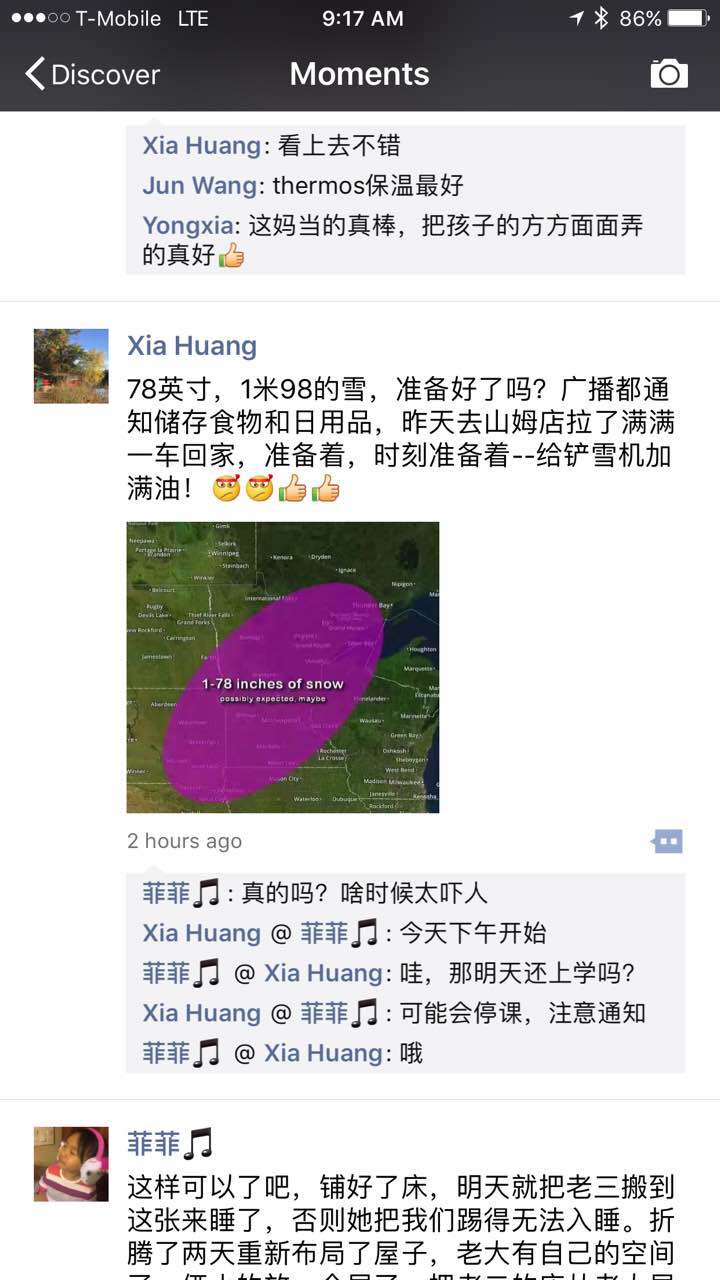 T-Mobile LTE 9:17 AM 86%
Discover Moments
Xia Huang: 看上去不错
Jun Wang: thermos保温最好
Yongxia: 这妈当的真棒，把孩子的方方面面弄
的真好👍
Xia Huang
78英寸，1米98的雪，准备好了吗？广播都通
知储存食物和日用品，昨天去山姆店拉了满满
一车回家，准备着，时刻准备着--给铲雪机加
满油！
Gimli
Neepawa
Selkirk
Portage la Prairie
Winnipeg
Brandon
Steinbach
Kenora
Dryden
Ignace
Winkler
Nipigon
Belcourt
International Falls
Thunder Bay
Rugby
Devils Lake
Thief River Falls
Grand Forks
New Rockford
Carrington
Houghton
Jamestown
Marquette
1-78 inches of snow
possibly expected, maybe
Aberdeen
Rhinelander
Escanaba
Wausau
Marinette
Green Bay
Rochester
Oshkosh
La Crosse
Sheboygan
West Bend
Winner
Mason City
Madison
Milwaukee
Janesville
Waterloo
Dubuque
Kenosha
Rockford
2 hours ago
菲菲🎵: 真的吗？啥时候太吓人
Xia Huang @ 菲菲🎵: 今天下午开始
菲菲🎵 @ Xia Huang: 哇，那明天还上学吗？
Xia Huang @ 菲菲🎵: 可能会停课，注意通知
菲菲🎵 @ Xia Huang: 哦
菲菲🎵
这样可以了吧，铺好了床，明天就把老三搬到
这张来睡了，否则她把我们踢得无法入睡。折
腾了两天重新布局了屋子，老大有自己的空间